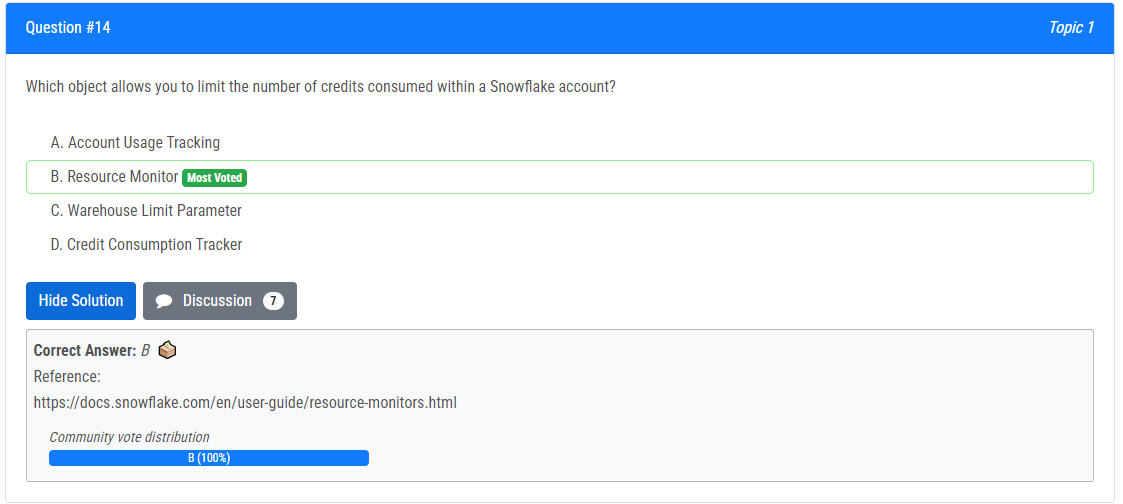 Question #14
Topic 1
Which object allows you to limit the number of credits consumed within a Snowflake account?
A. Account Usage Tracking
B. Resource Monitor Most Voted
C. Warehouse Limit Parameter
D. Credit Consumption Tracker
Hide Solution
Discussion 7
Correct Answer: B
Reference:
https://docs.snowflake.com/en/user-guide/resource-monitors.html
Community vote distribution
B (100%)